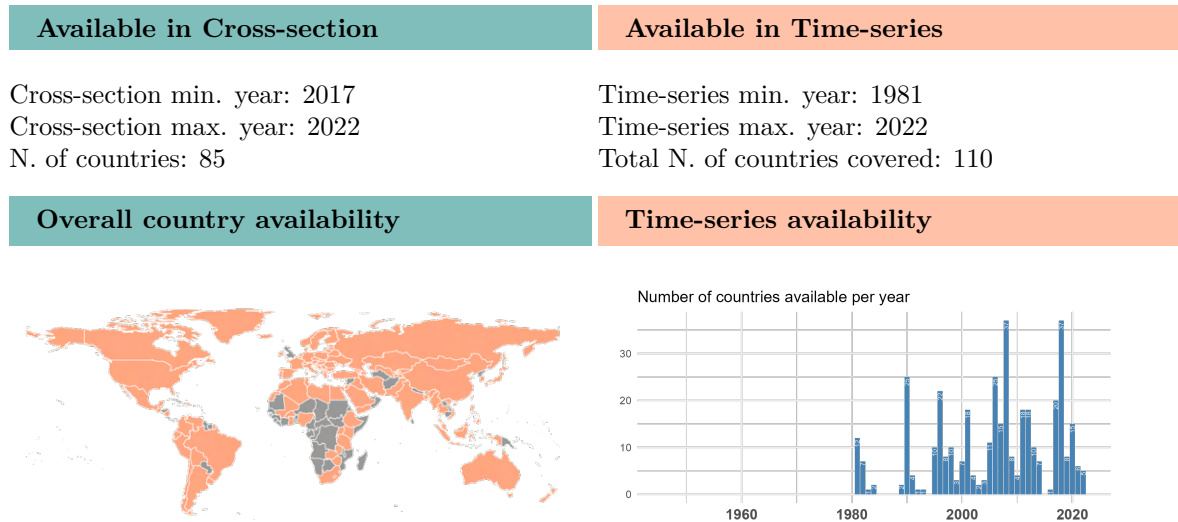 Available in Cross-section
Available in Time-series
Cross-section min. year: 2017
Cross-section max. year: 2022
N. of countries: 85
Time-series min. year: 1981
Time-series max. year: 2022
Total N. of countries covered: 110
Overall country availability
Time-series availability
Number of countries available per year
30
20
10
0
1960
1980
2000
2020